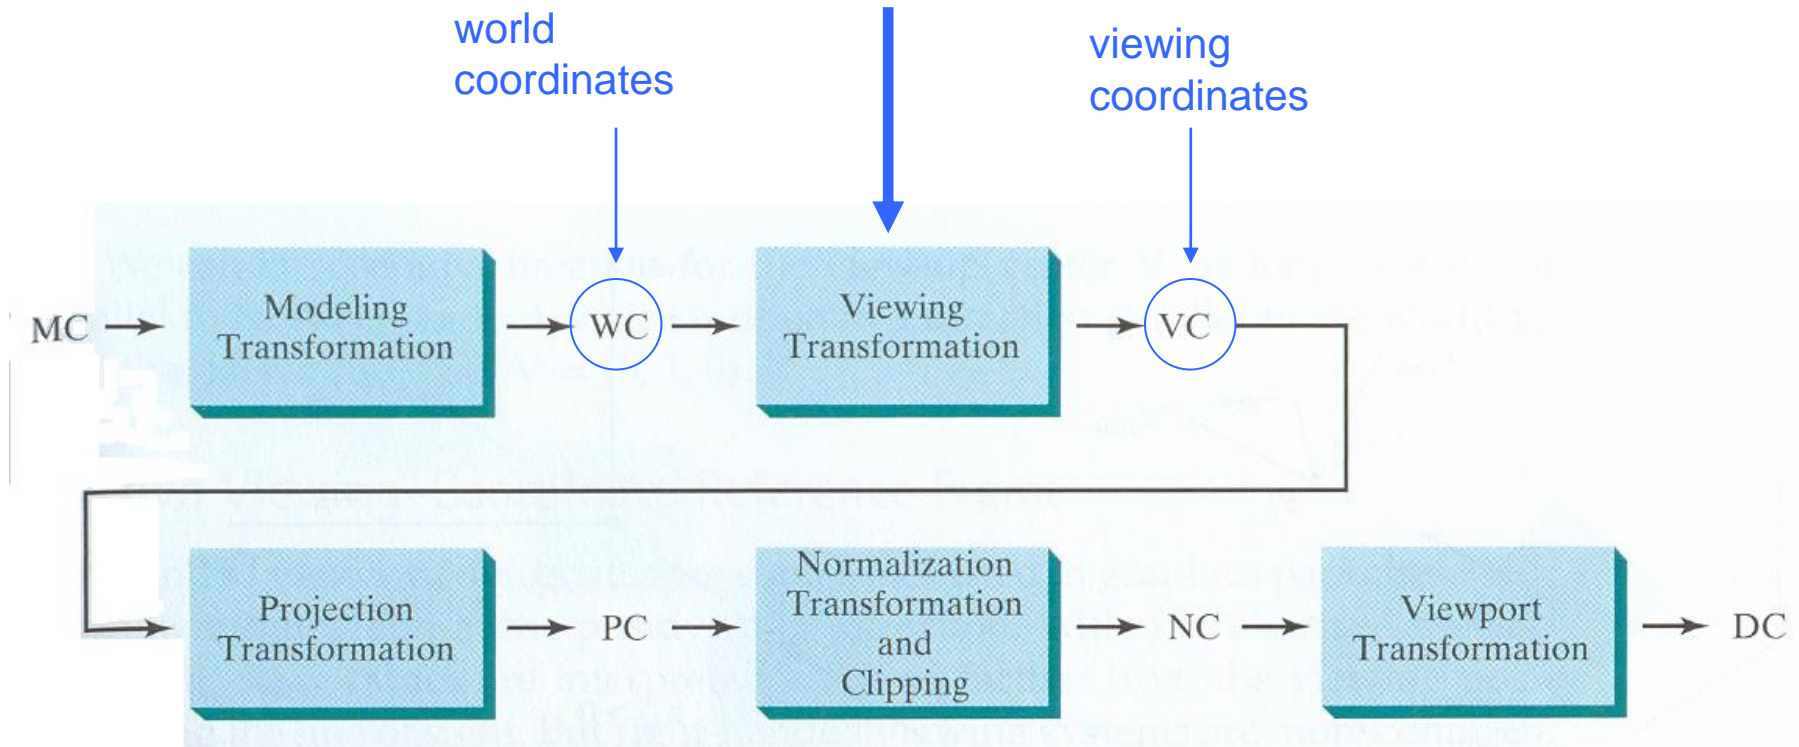 world
coordinates
viewing
coordinates
MC
Modeling
Transformation
WC
Viewing
Transformation
VC
Projection
Transformation
PC
Normalization
Transformation
and
Clipping
NC
Viewport
Transformation
DC